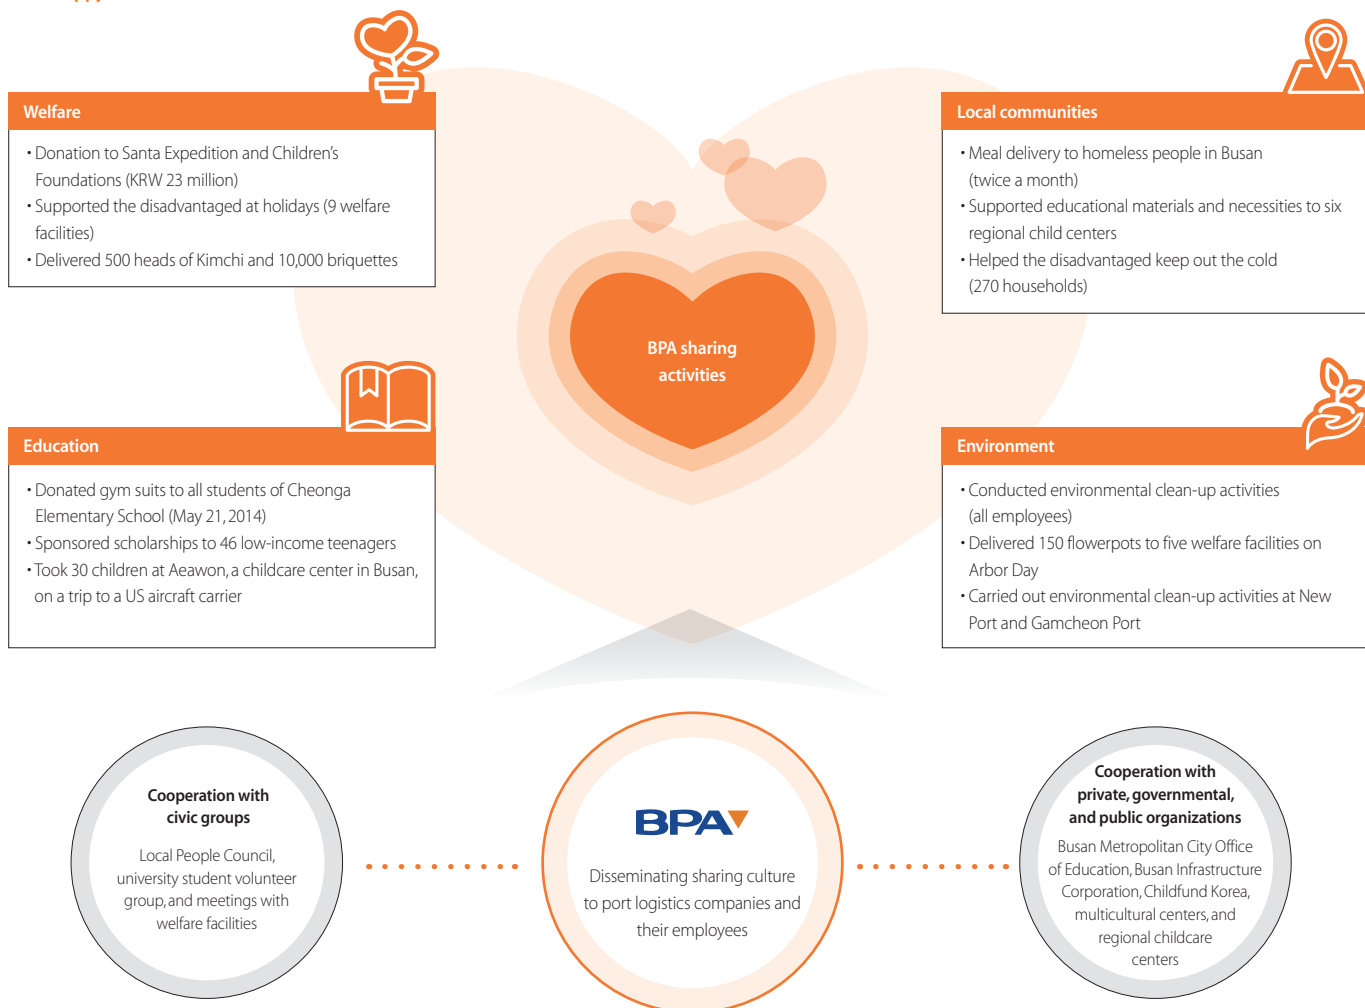 Welfare
• Donation to Santa Expedition and Children's
Foundations (KRW 23 million)
• Supported the disadvantaged at holidays (9 welfare
facilities)
• Delivered 500 heads of Kimchi and 10,000 briquettes
Local communities
• Meal delivery to homeless people in Busan
(twice a month)
• Supported educational materials and necessities to six
regional child centers
• Helped the disadvantaged keep out the cold
(270 households)
BPA sharing
activities
Education
• Donated gym suits to all students of Cheonga
Elementary School (May 21, 2014)
• Sponsored scholarships to 46 low-income teenagers
• Took 30 children at Aeawon, a childcare center in Busan,
on a trip to a US aircraft carrier
Environment
• Conducted environmental clean-up activities
(all employees)
• Delivered 150 flowerpots to five welfare facilities on
Arbor Day
• Carried out environmental clean-up activities at New
Port and Gamcheon Port
Cooperation with
civic groups
Local People Council,
university student volunteer
group, and meetings with
welfare facilities
BPA
Disseminating sharing culture
to port logistics companies and
their employees
Cooperation with
private, governmental,
and public organizations
Busan Metropolitan City Office
of Education, Busan Infrastructure
Corporation, Childfund Korea,
multicultural centers, and
regional childcare
centers